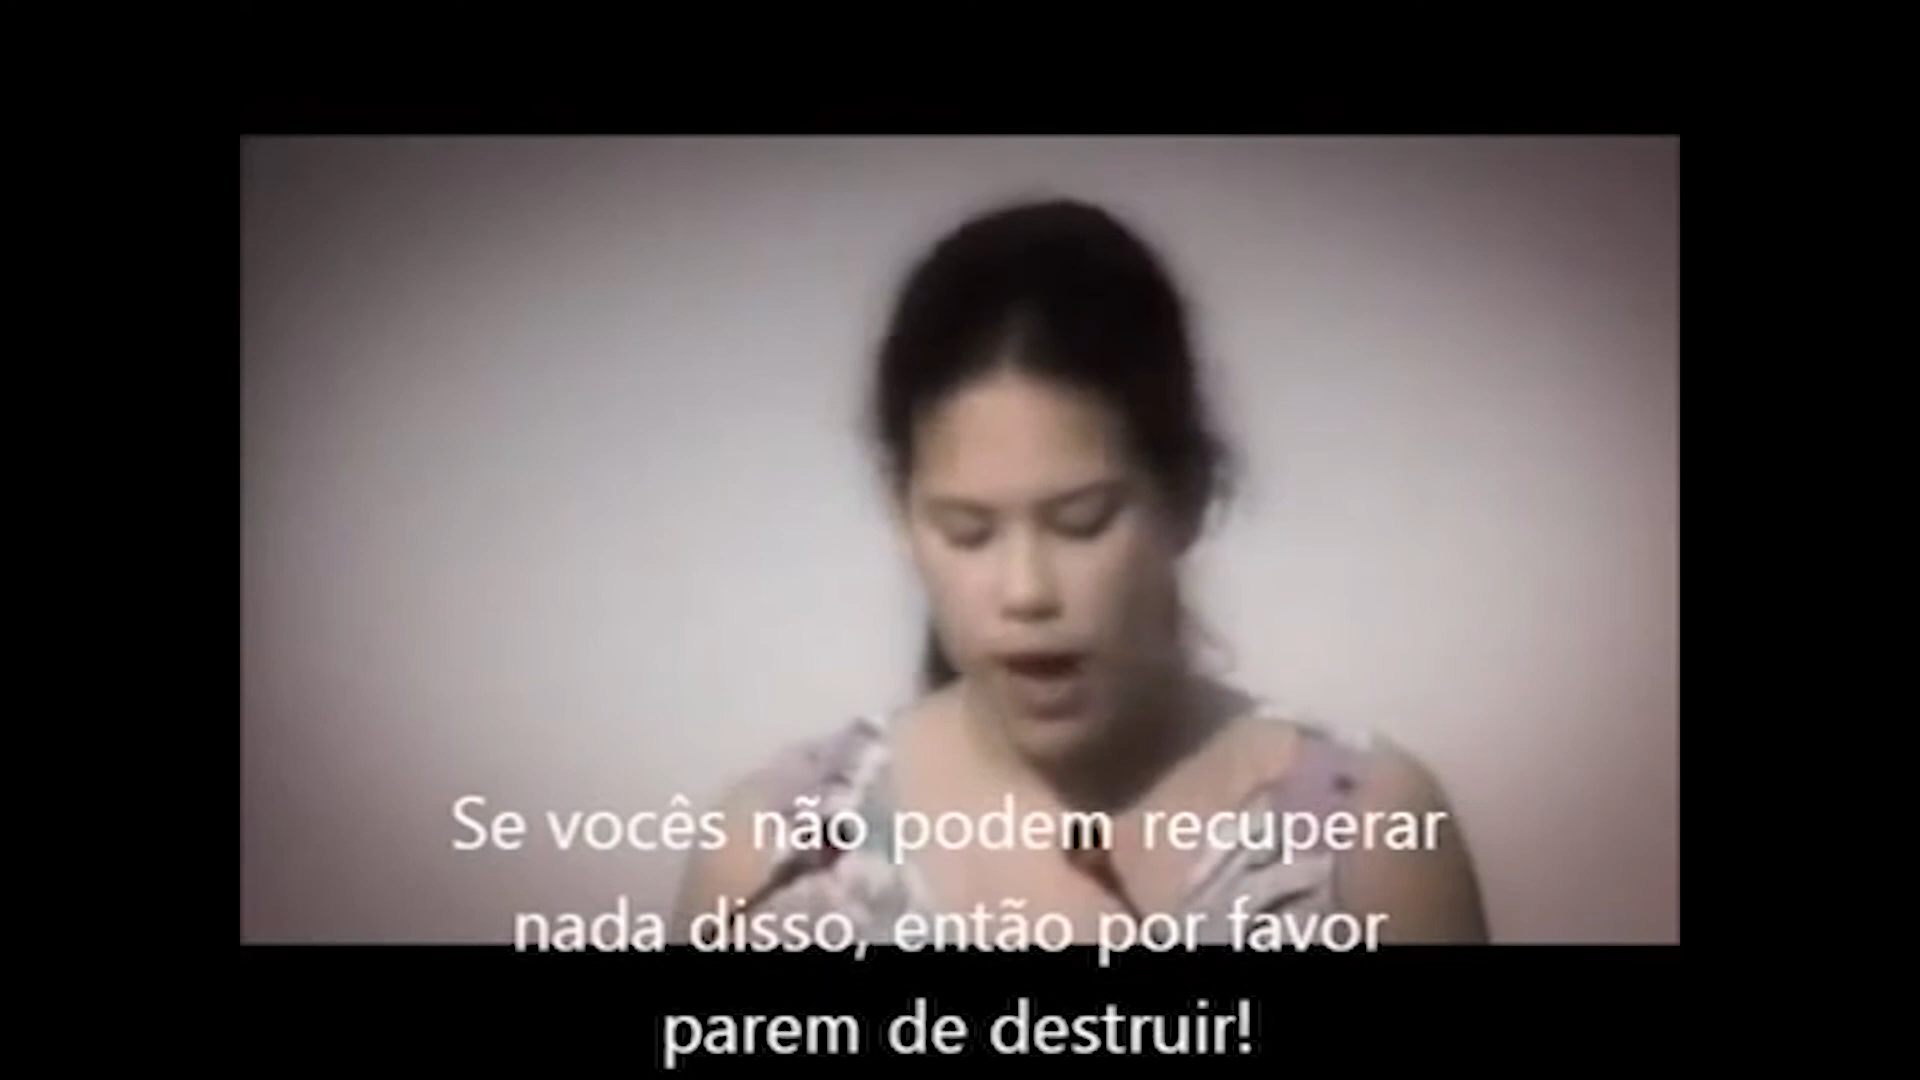 Se vocês não podem recuperar
nada disso, então por favor
parem de destruir!